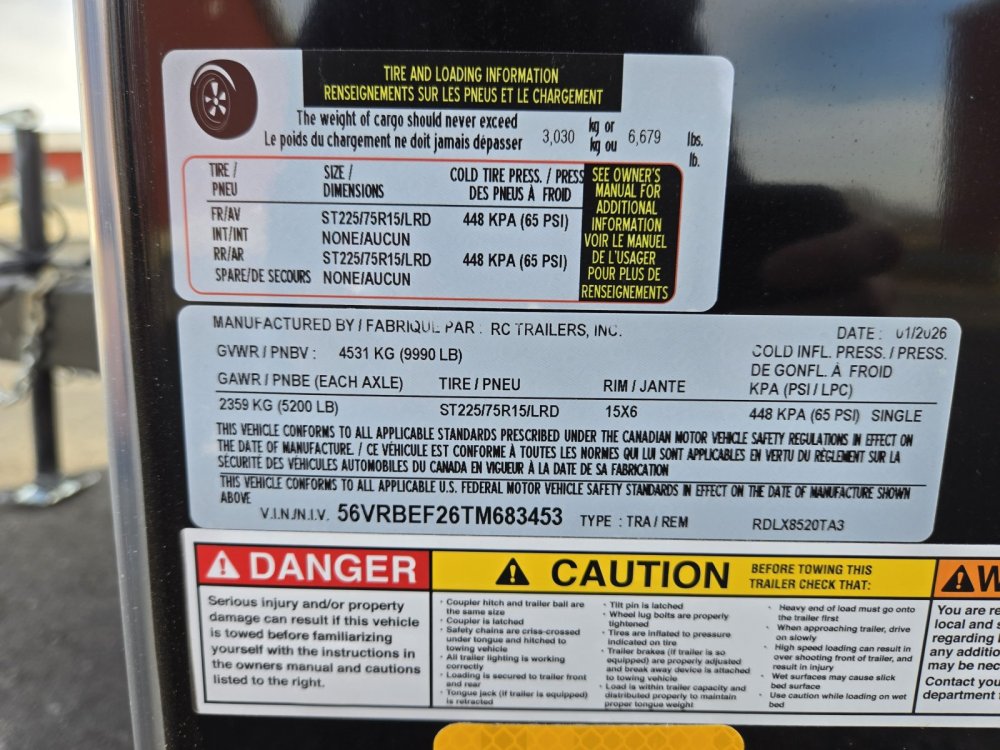 TIRE AND LOADING INFORMATION
RENSEIGNEMENTS SUR LES PNEUS ET LE CHARGEMENT
The weight of cargo should never exceed
Le poids du chargement ne doit jamais dépasser
3,030 kg or kg ou 6,679 lbs. lb.
TIRE / PNEU SIZE / DIMENSIONS COLD TIRE PRESS. / PRESS DES PNEUS À FROID
FR/AV ST225/75R15/LRD 448 KPA (65 PSI)
INT/INT NONE/AUCUN
RR/AR ST225/75R15/LRD 448 KPA (65 PSI)
SPARE/DE SECOURS NONE/AUCUN
SEE OWNER'S
MANUAL FOR
ADDITIONAL
INFORMATION
VOIR LE MANUEL
DE L'USAGER
POUR PLUS DE
RENSEIGNEMENTS
MANUFACTURED BY / FABRIQUE PAR : RC TRAILERS, INC. DATE : 01/2026
GVWR / PNBV : 4531 KG (9990 LB)
COLD INFL. PRESS. / PRESS.
DE GONFL. À FROID
KPA (PSI / LPC)
GAWR / PNBE (EACH AXLE) TIRE / PNEU RIM / JANTE
2359 KG (5200 LB) ST225/75R15/LRD 15X6 448 KPA (65 PSI) SINGLE
THIS VEHICLE CONFORMS TO ALL APPLICABLE STANDARDS PRESCRIBED UNDER THE CANADIAN MOTOR VEHICLE SAFETY REGULATIONS IN EFFECT ON
THE DATE OF MANUFACTURE. / CE VÉHICULE EST CONFORME À TOUTES LES NORMES QUI LUI SONT APPLICABLES EN VERTU DU RÈGLEMENT SUR LA
SÉCURITÉ DES VÉHICULES AUTOMOBILES DU CANADA EN VIGUEUR À LA DATE DE SA FABRICATION
THIS VEHICLE CONFORMS TO ALL APPLICABLE U.S. FEDERAL MOTOR VEHICLE SAFETY STANDARDS IN EFFECT ON THE DATE OF MANUFACTURE SHOWN
ABOVE
V.I.N./N.I.V. 56VRBEF26TM683453 TYPE : TRA / REM RDLX8520TA3
DANGER
Serious injury and/or property
damage can result if this vehicle
is towed before familiarizing
yourself with the instructions in
the owners manual and cautions
listed to the right.
CAUTION
BEFORE TOWING THIS
TRAILER CHECK THAT:
· Coupler hitch and trailer ball are
the same size
· Coupler is latched
· Safety chains are criss-crossed
under tongue and hitched to
towing vehicle
· All trailer lighting is working
correctly
· Loading is secured to trailer front
and rear
· Tongue jack (if trailer is equipped)
is retracted
· Tilt pin is latched
· Wheel lug bolts are properly
tightened
· Tires are inflated to pressure
indicated on tire
· Trailer brakes (if trailer is so
equipped) are properly adjusted
and break away device is attached
to towing vehicle
· Load is within trailer capacity and
distributed properly to maintain
proper tongue weight
· Heavy end of load must go onto
the trailer first
· When approaching trailer, drive
on slowly
· High speed loading can result in
over shooting front of trailer, and
result in injury
· Wet surfaces may cause slick
bed surface
· Use caution while loading on wet
bed
W
You are re
local and s
regarding
any additio
may be nec
Contact you
department